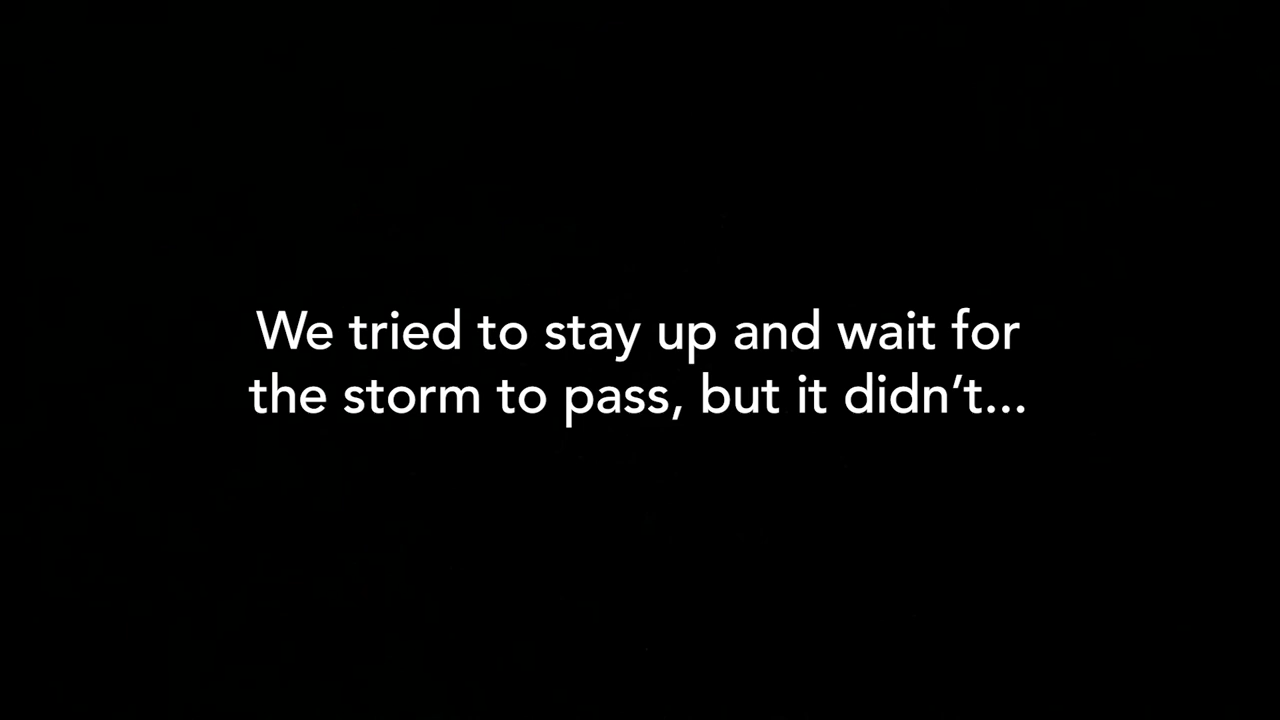 We tried to stay up and wait for
the storm to pass, but it didn’t...